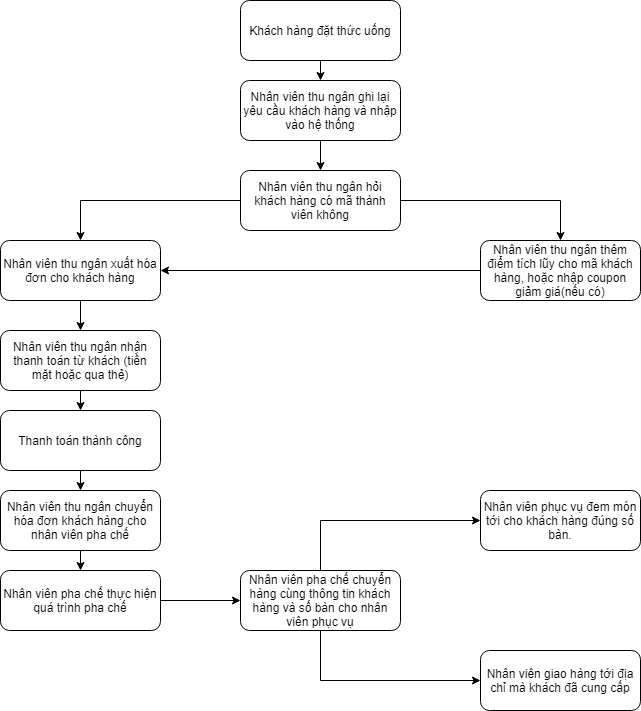 Khách hàng đặt thức uống
Nhân viên thu ngân ghi lại
yêu cầu khách hàng và nhập
vào hệ thống
Nhân viên thu ngân hỏi
khách hàng có mã thành
viên không
Nhân viên thu ngân xuất hóa
đơn cho khách hàng
Nhân viên thu ngân thêm
điểm tích lũy cho mã khách
hàng, hoặc nhập coupon
giảm giá(nếu có)
Nhân viên thu ngân nhận
thanh toán từ khách (tiền
mặt hoặc qua thẻ)
Thanh toán thành công
Nhân viên thu ngân chuyển
hóa đơn khách hàng cho
nhân viên pha chế
Nhân viên phục vụ đem món
tới cho khách hàng đúng số
bàn.
Nhân viên pha chế thực hiện
quá trình pha chế
Nhân viên pha chế chuyển
hàng cùng thông tin khách
hàng và số bàn cho nhân
viên phục vụ
Nhân viên giao hàng tới địa
chỉ mà khách đã cung cấp